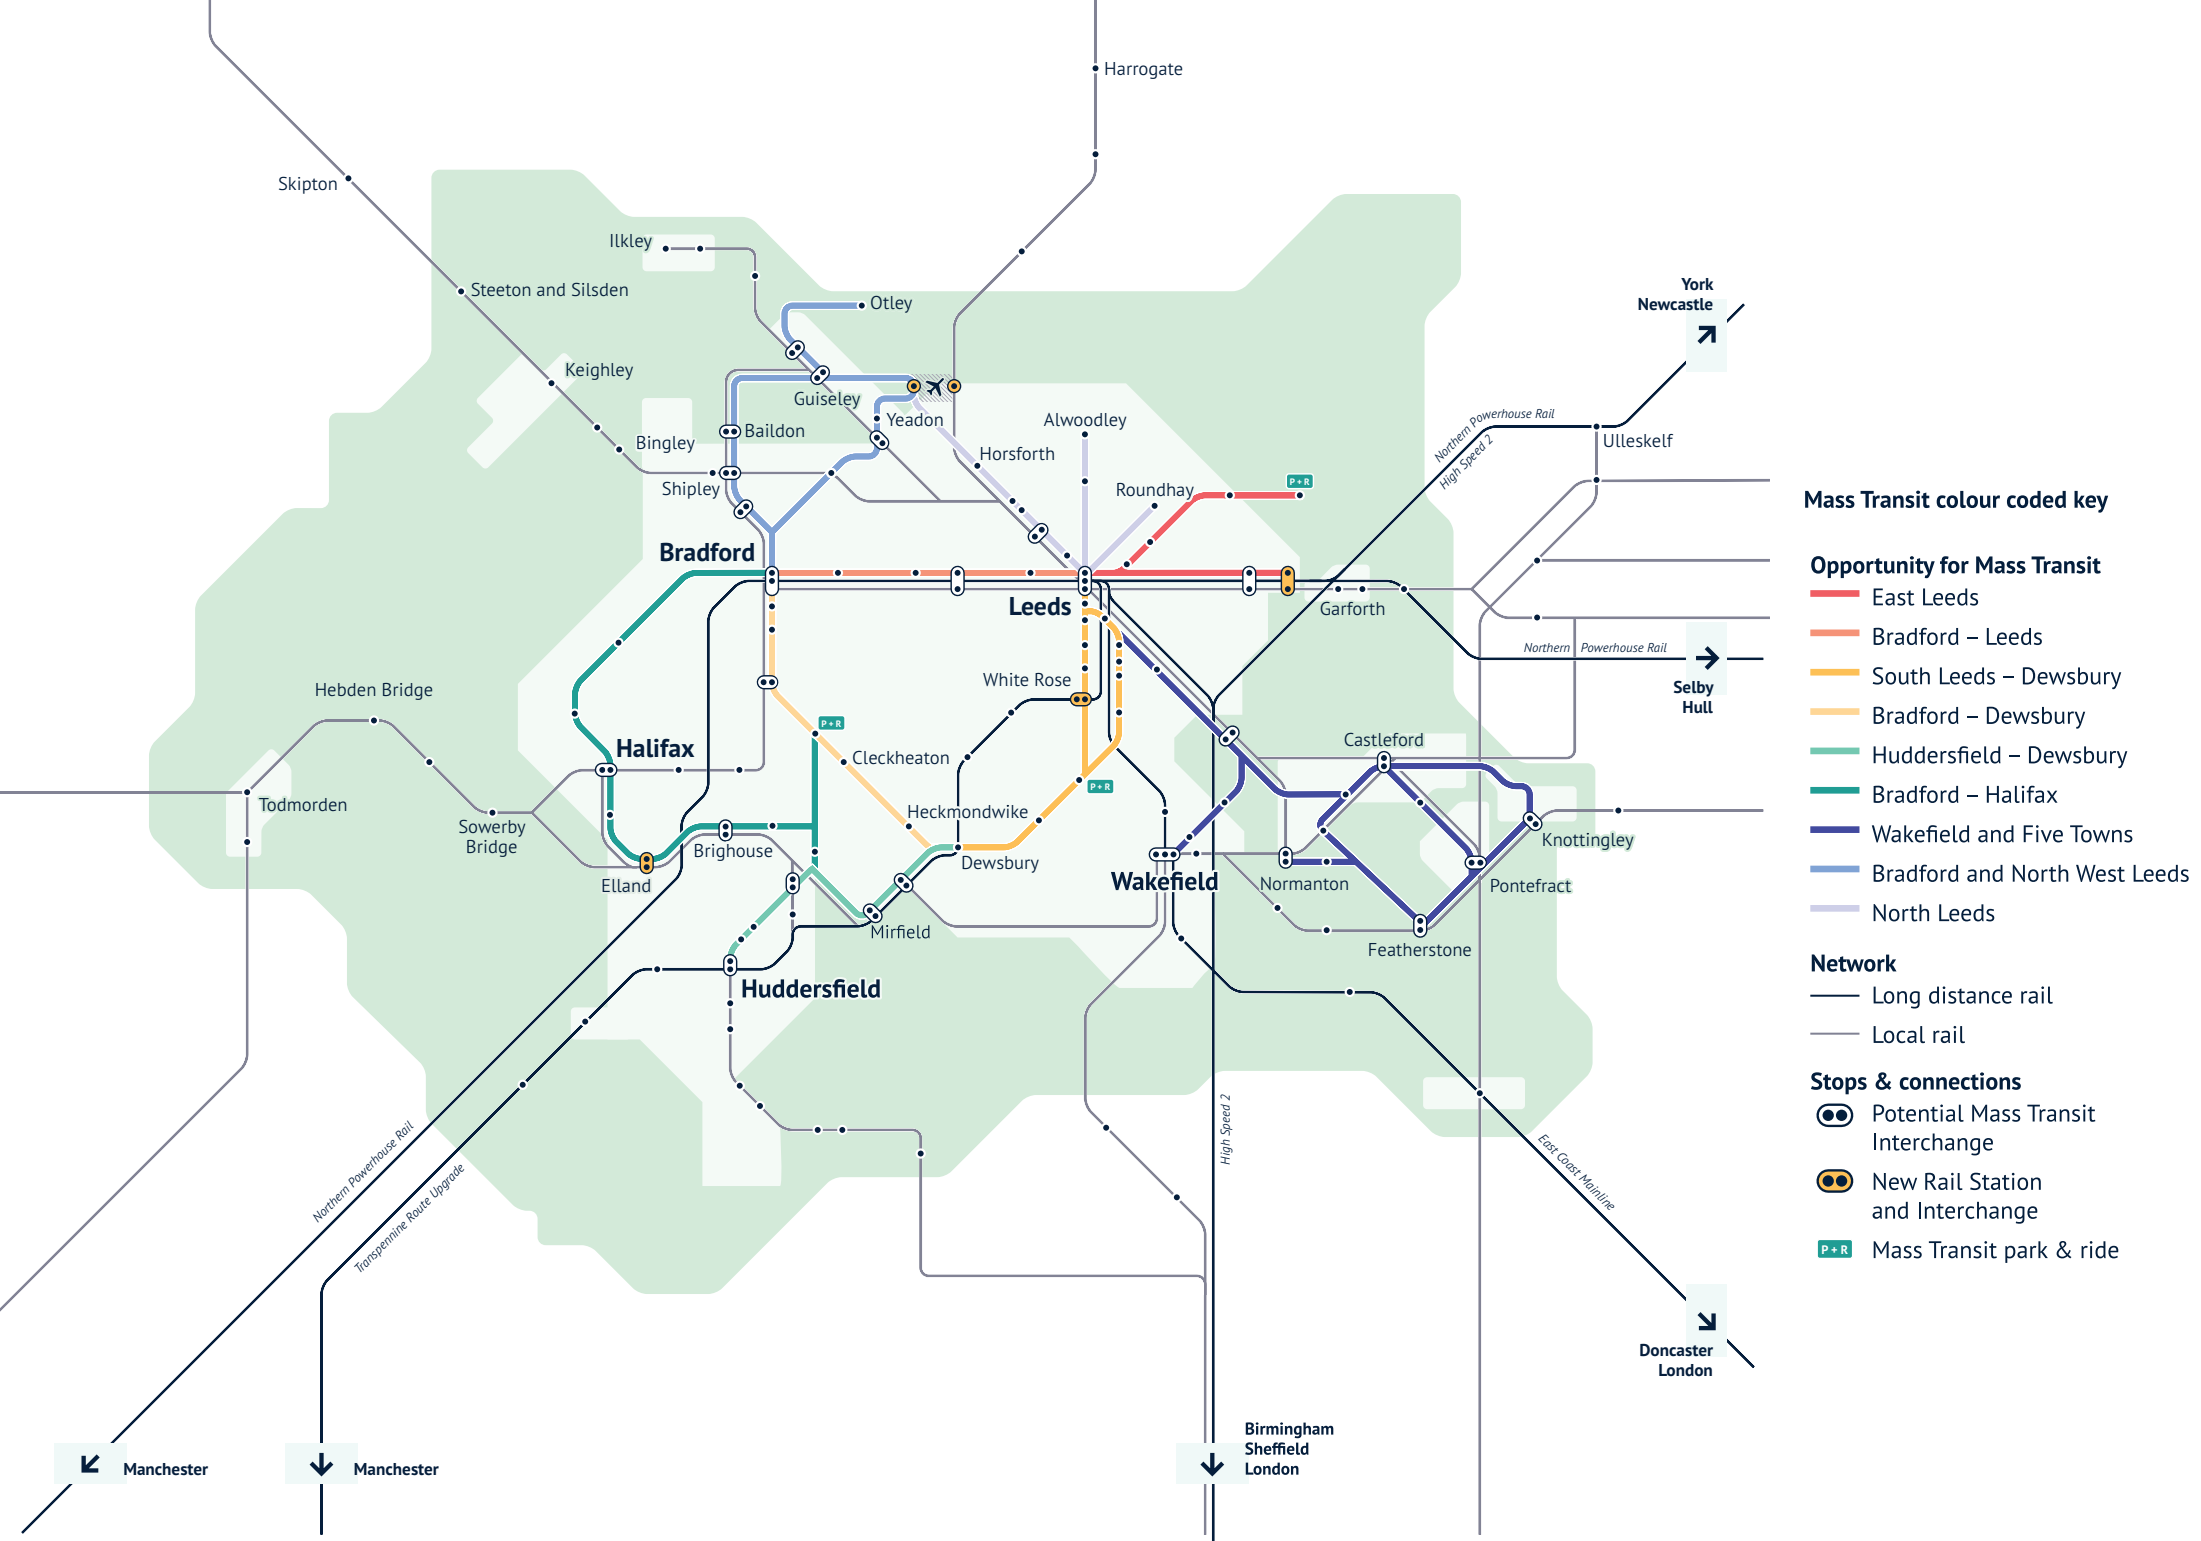 Harrogate
Skipton
Ilkley
Steeton and Silsden
Otley
York
Newcastle
Keighley
Guiseley
Yeadon
Alwoodley
Baildon
Bingley
Horsforth
Northern Powerhouse Rail
High Speed 2
Ulleskelf
Shipley
Roundhay
P + R
Bradford
Leeds
Garforth
Northern Powerhouse Rail
Selby
Hull
Hebden Bridge
White Rose
P + R
Halifax
Cleckheaton
Castleford
P + R
Todmorden
Heckmondwike
Sowerby
Bridge
Brighouse
Dewsbury
Knottingley
Elland
Wakefield
Normanton
Pontefract
Mirfield
Featherstone
Huddersfield
Northern Powerhouse Rail
Transpennine Route Upgrade
High Speed 2
East Coast Mainline
Doncaster
London
Manchester
Manchester
Birmingham
Sheffield
London
Mass Transit colour coded key
Opportunity for Mass Transit
East Leeds
Bradford – Leeds
South Leeds – Dewsbury
Bradford – Dewsbury
Huddersfield – Dewsbury
Bradford – Halifax
Wakefield and Five Towns
Bradford and North West Leeds
North Leeds
Network
Long distance rail
Local rail
Stops & connections
Potential Mass Transit
Interchange
New Rail Station
and Interchange
P + R Mass Transit park & ride